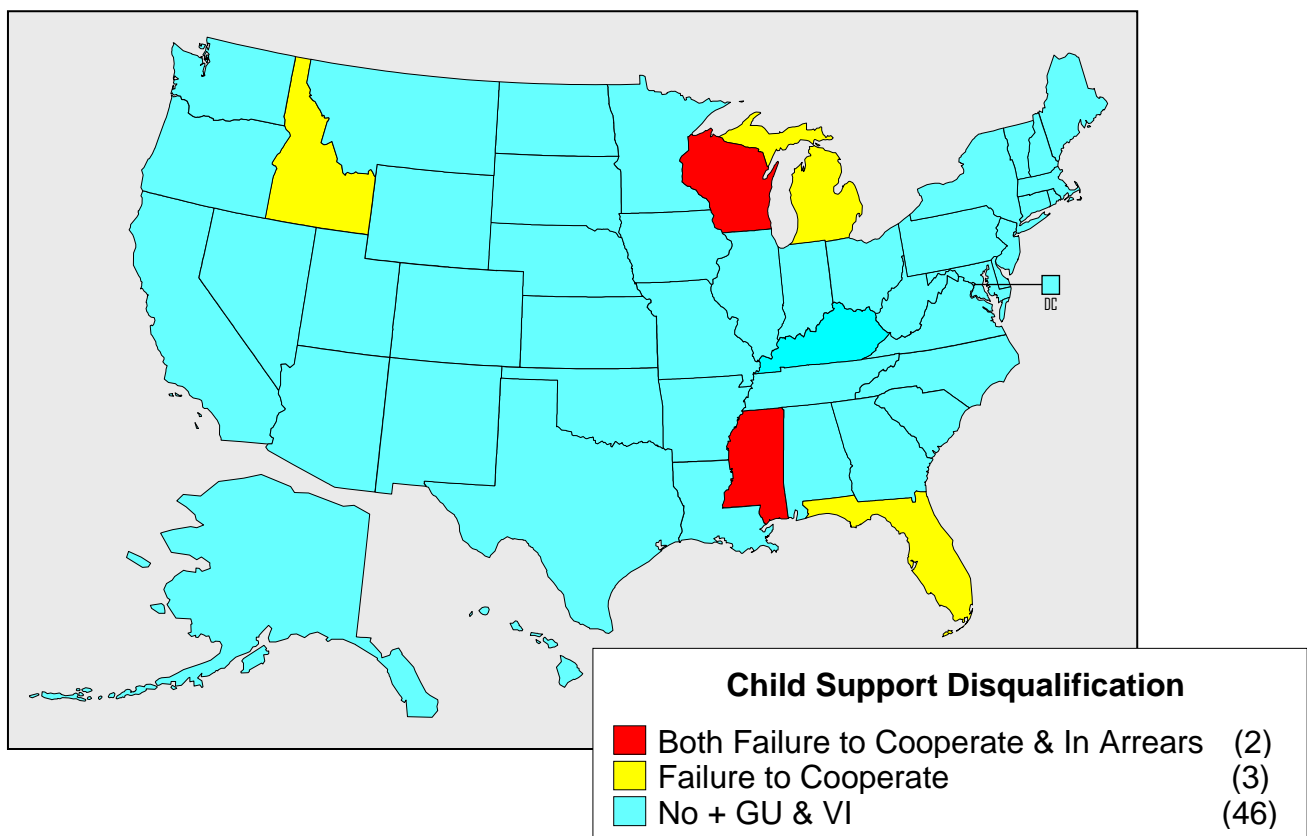 DC
Child Support Disqualification
Both Failure to Cooperate & In Arrears (2)
Failure to Cooperate (3)
No + GU & VI (46)